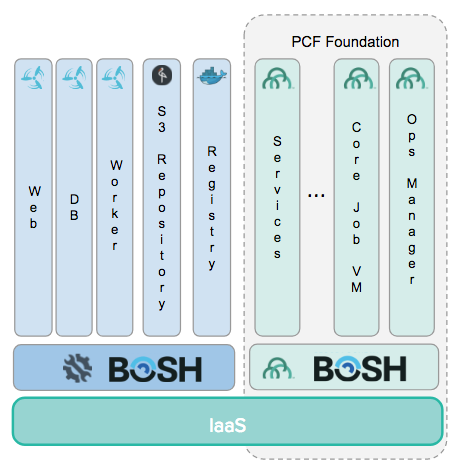 PCF Foundation
Web
DB
Worker
S3 Repository
Registry
Services
...
Core Job VM
Ops Manager
BOSH
BOSH
IaaS